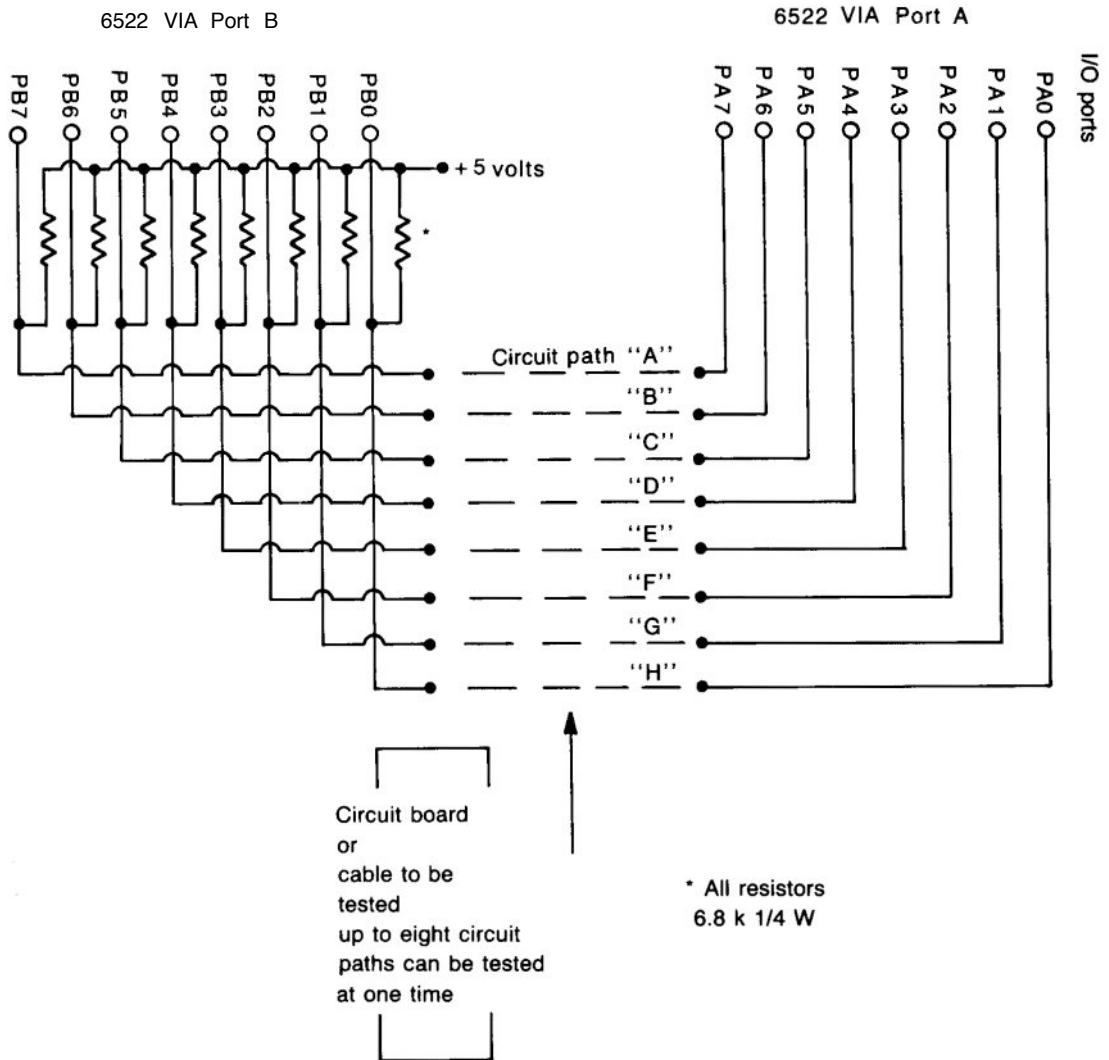 6522 VIA Port B
6522 VIA Port A
I/O ports
PB7
PB6
PB5
PB4
PB3
PB2
PB1
PB0
PA7
PA6
PA5
PA4
PA3
PA2
PA1
PA0
+ 5 volts
*
Circuit path "A"
"B"
"C"
"D"
"E"
"F"
"G"
"H"
Circuit board
or
cable to be
tested
up to eight circuit
paths can be tested
at one time
* All resistors
6.8 k 1/4 W